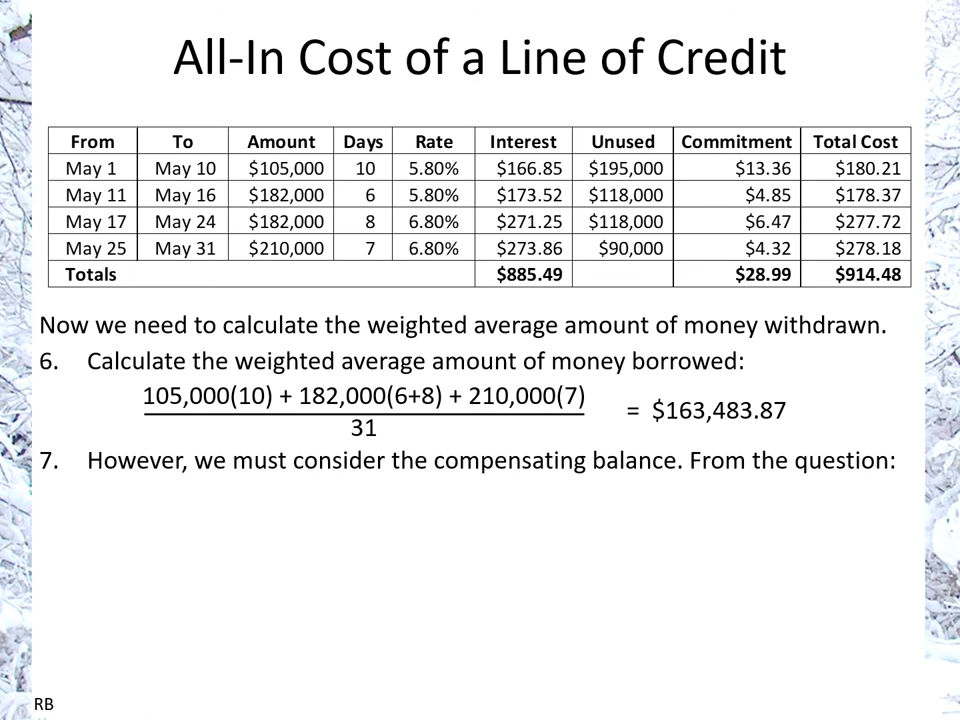 All-In Cost of a Line of Credit
From To Amount Days Rate Interest Unused Commitment Total Cost
May 1 May 10 $105,000 10 5.80% $166.85 $195,000 $13.36 $180.21
May 11 May 16 $182,000 6 5.80% $173.52 $118,000 $4.85 $178.37
May 17 May 24 $182,000 8 6.80% $271.25 $118,000 $6.47 $277.72
May 25 May 31 $210,000 7 6.80% $273.86 $90,000 $4.32 $278.18
Totals $885.49 $28.99 $914.48
Now we need to calculate the weighted average amount of money withdrawn.
6. Calculate the weighted average amount of money borrowed:
105,000(10) + 182,000(6+8) + 210,000(7)
= $163,483.87
31
7. However, we must consider the compensating balance. From the question:
RB